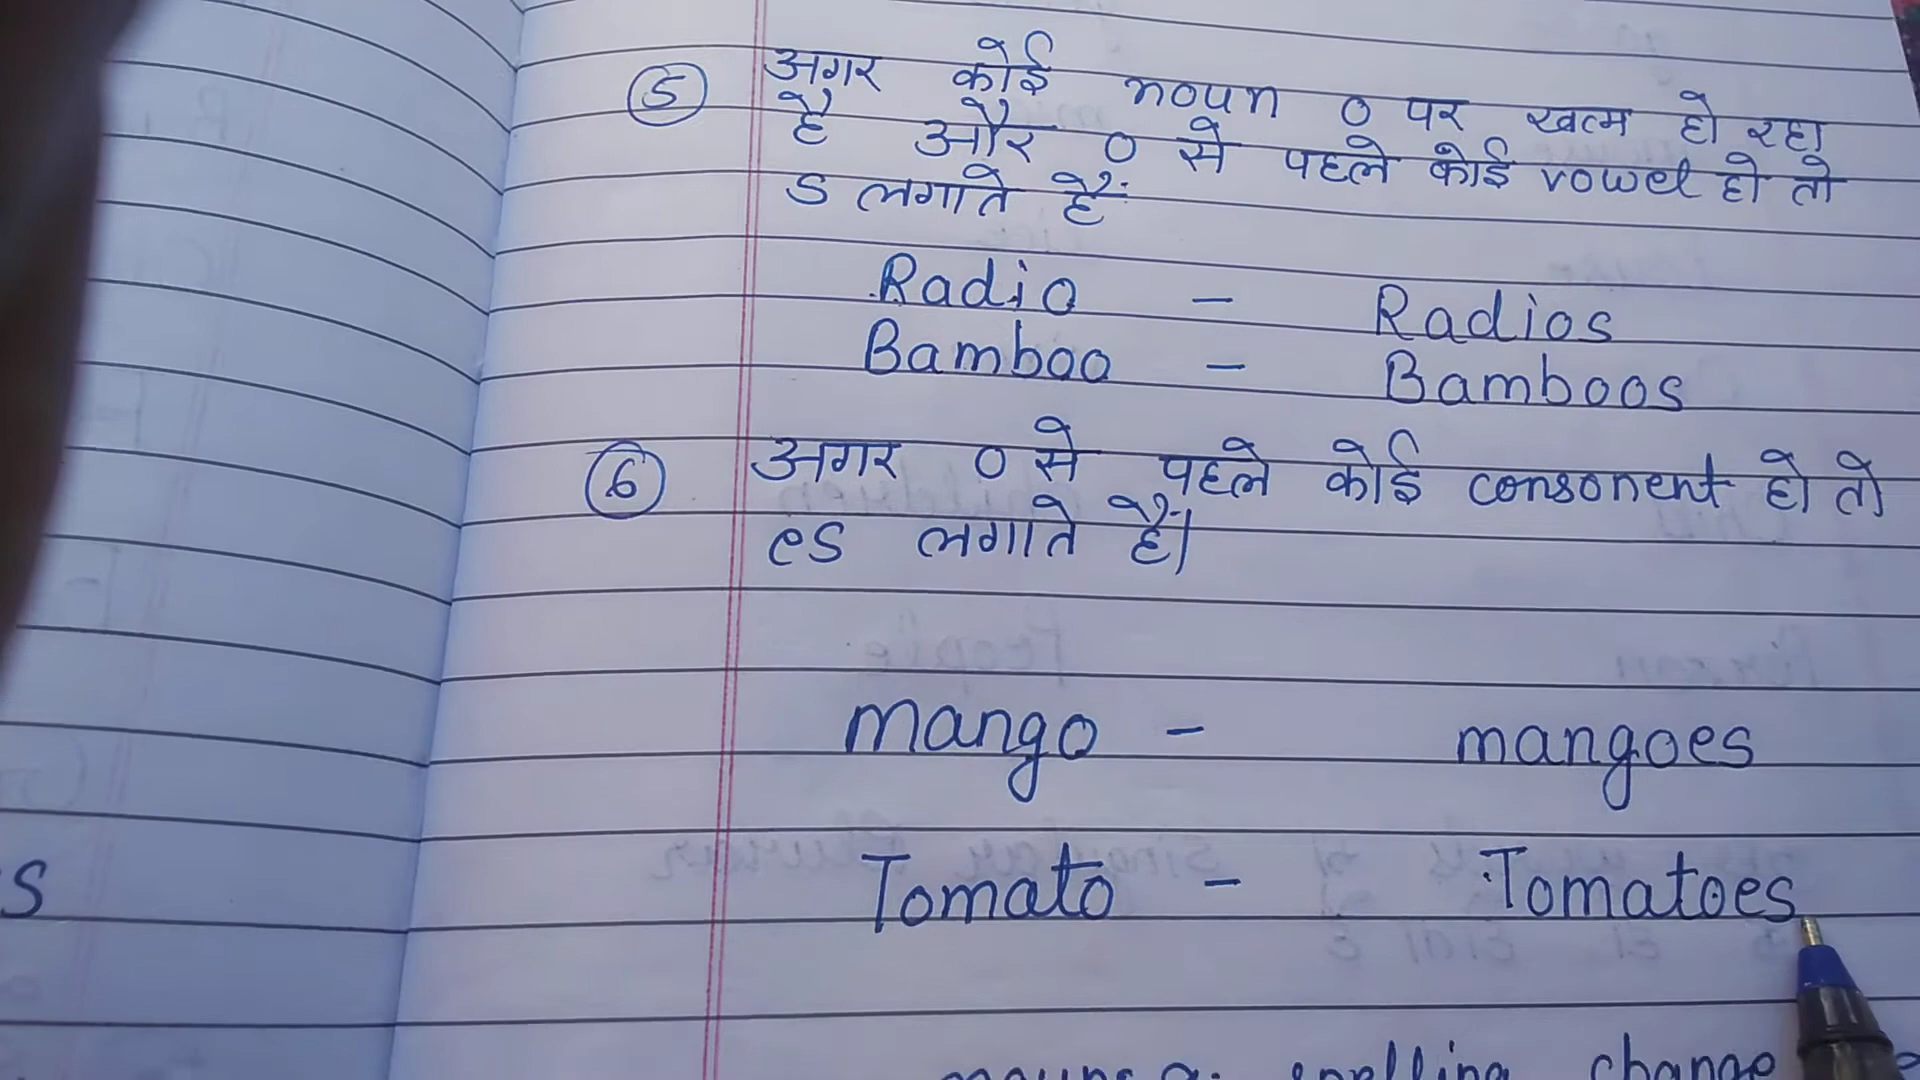 ⑤ अगर कोई noun o पर खत्म हो रहा
है और o से पहले कोई vowel हो तो
s लगाते हैं:
Radio - Radios
Bamboo - Bamboos
⑥ अगर o से पहले कोई consonent हो तो
es लगाते हैं।
mango - mangoes
Tomato - Tomatoes
s
spelling change